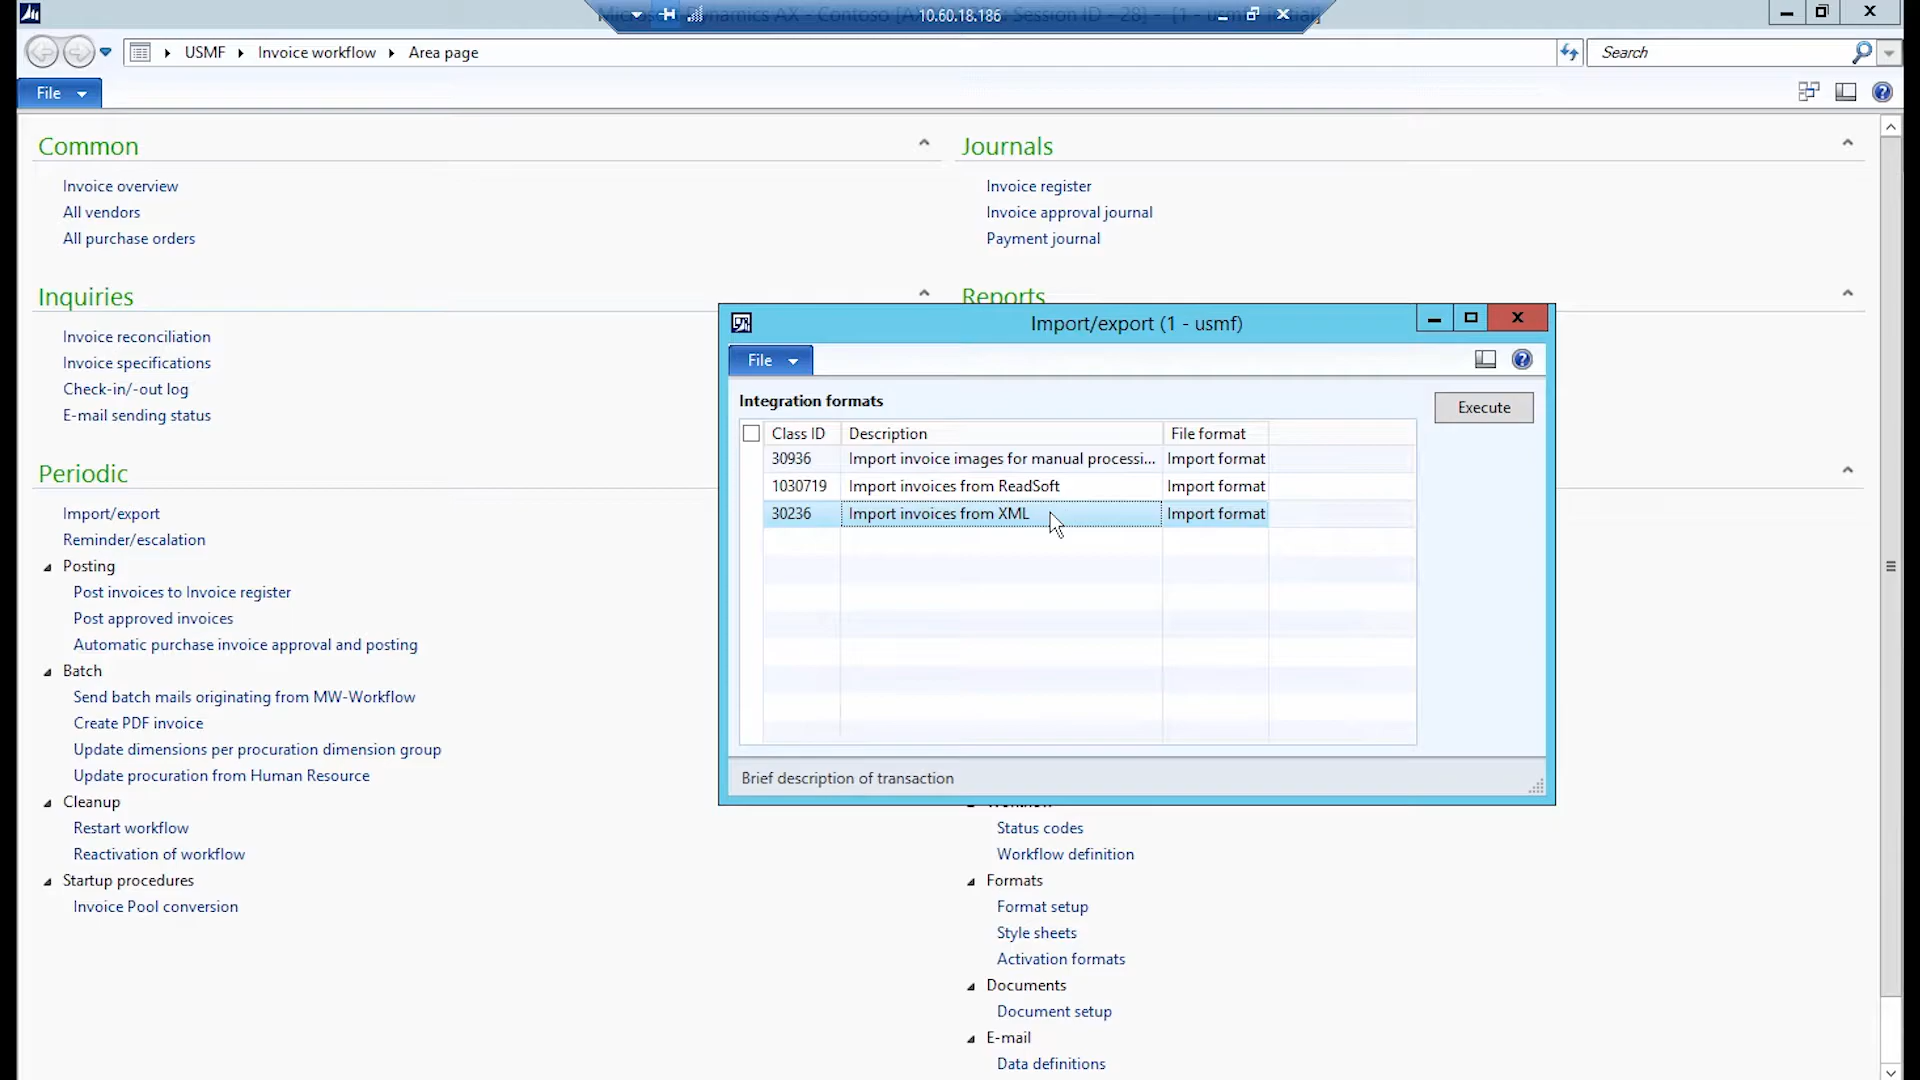 10.60.18.186
USMF
Invoice workflow
Area page
Search
File
Common
Invoice overview
All vendors
All purchase orders
Journals
Invoice register
Invoice approval journal
Payment journal
Inquiries
Invoice reconciliation
Invoice specifications
Check-in/-out log
E-mail sending status
Reports
Periodic
Import/export
Reminder/escalation
Posting
Post invoices to Invoice register
Post approved invoices
Automatic purchase invoice approval and posting
Batch
Send batch mails originating from MW-Workflow
Create PDF invoice
Update dimensions per procuration dimension group
Update procuration from Human Resource
Cleanup
Restart workflow
Reactivation of workflow
Startup procedures
Invoice Pool conversion
Import/export (1 - usmf)
File
Integration formats
Execute
Class ID Description File format
30936 Import invoice images for manual processi... Import format
1030719 Import invoices from ReadSoft Import format
30236 Import invoices from XML Import format
Brief description of transaction
Status codes
Workflow definition
Formats
Format setup
Style sheets
Activation formats
Documents
Document setup
E-mail
Data definitions